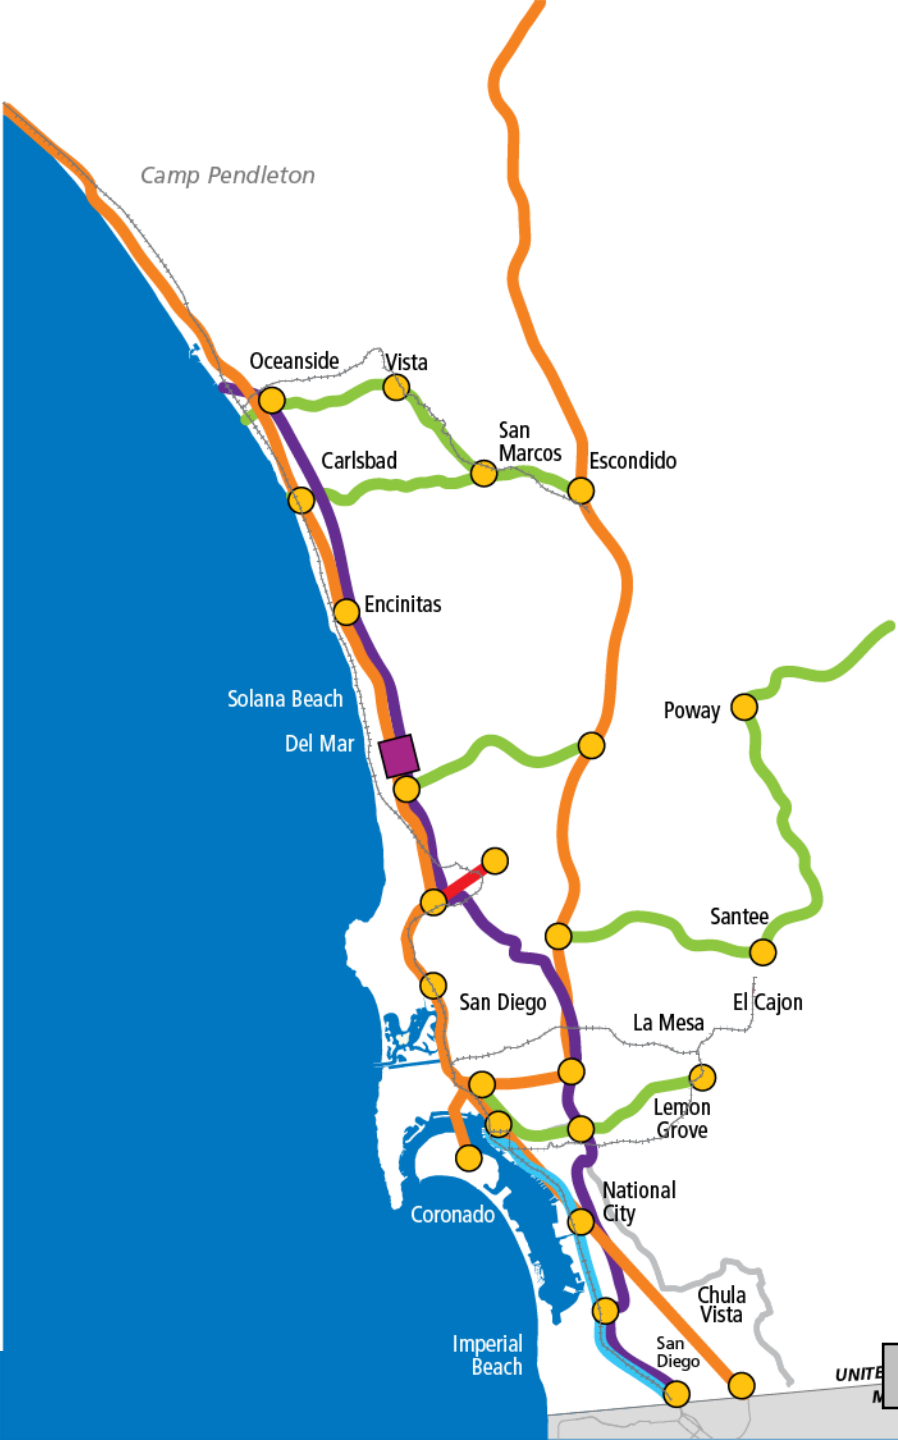 Camp Pendleton
Oceanside
Vista
San
Marcos
Carlsbad
Escondido
Encinitas
Solana Beach
Poway
Del Mar
Santee
San Diego
El Cajon
La Mesa
Lemon
Grove
National
City
Coronado
Chula
Vista
Imperial
Beach
San
Diego
UNITE
M